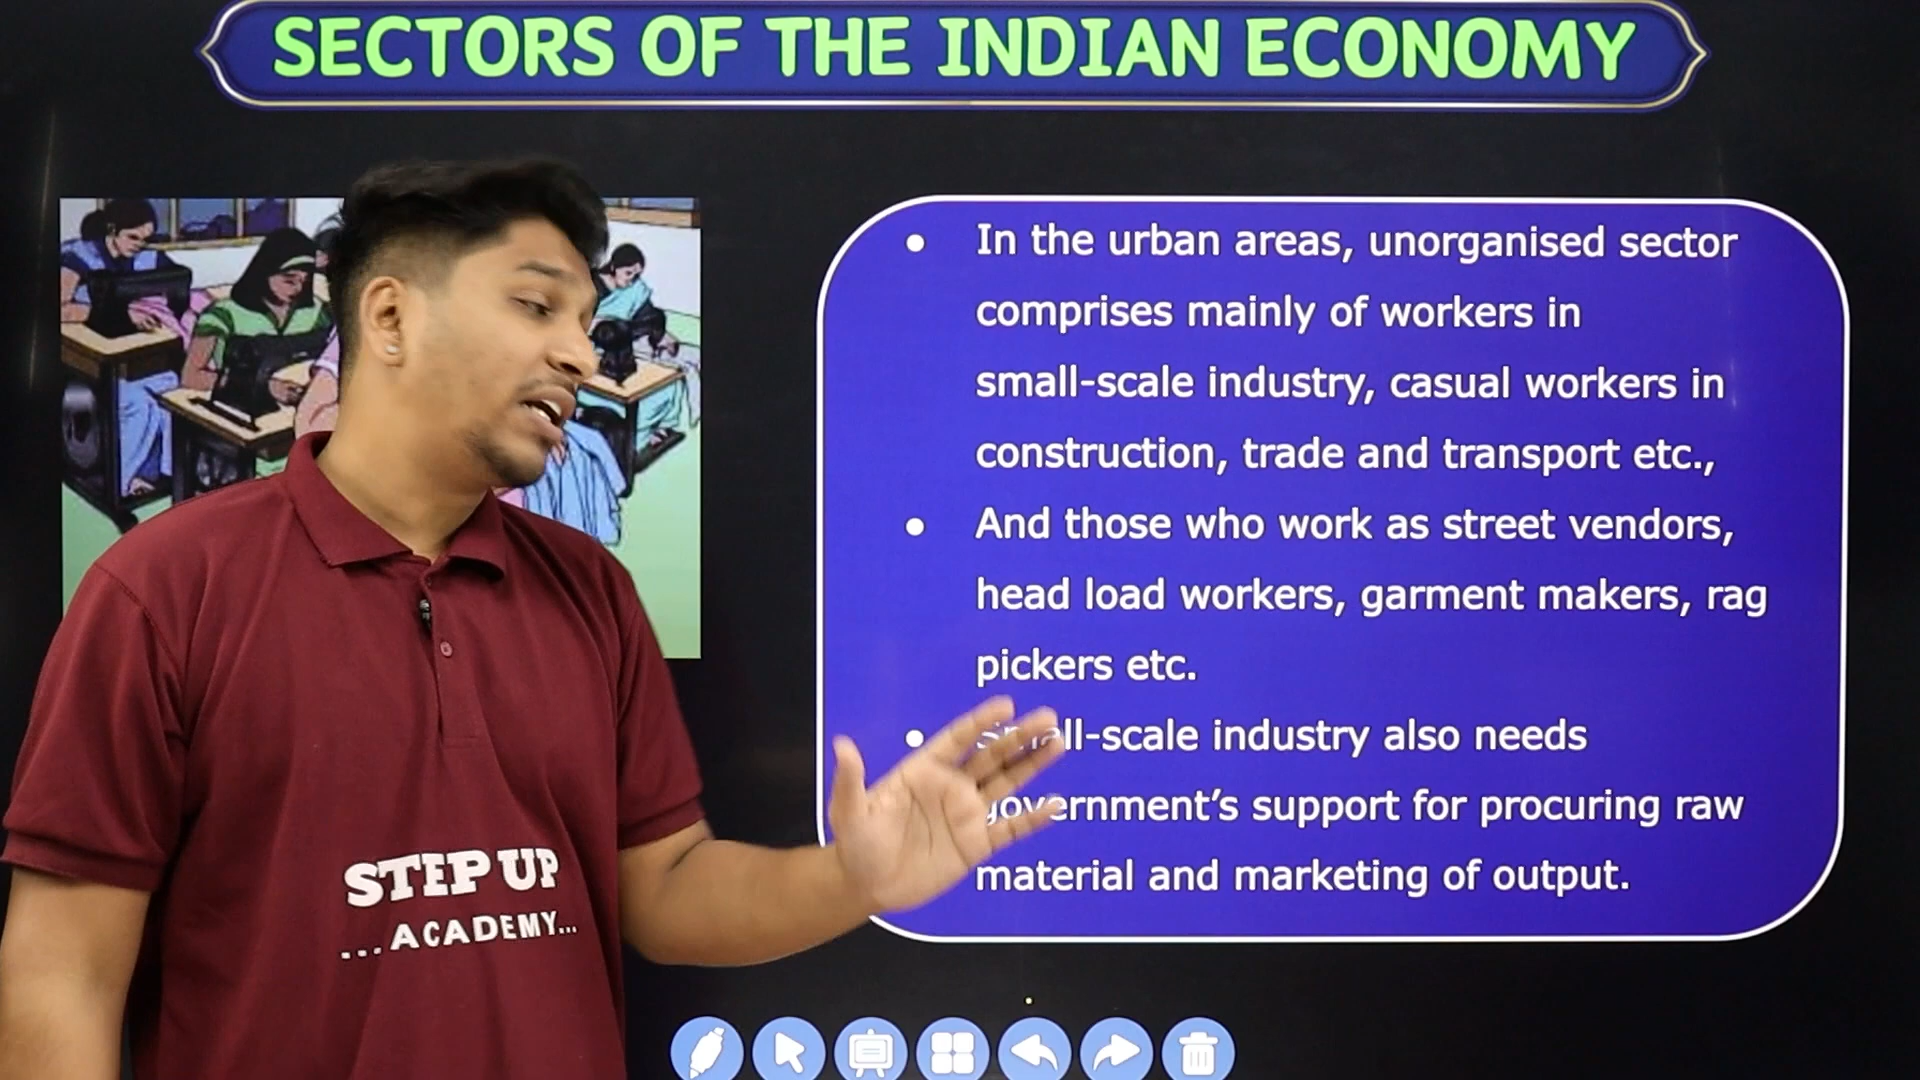 SECTORS OF THE INDIAN ECONOMY
• In the urban areas, unorganised sector
comprises mainly of workers in
small-scale industry, casual workers in
construction, trade and transport etc.,
• And those who work as street vendors,
head load workers, garment makers, rag
pickers etc.
• Small-scale industry also needs
government’s support for procuring raw
material and marketing of output.
STEP UP
...ACADEMY...